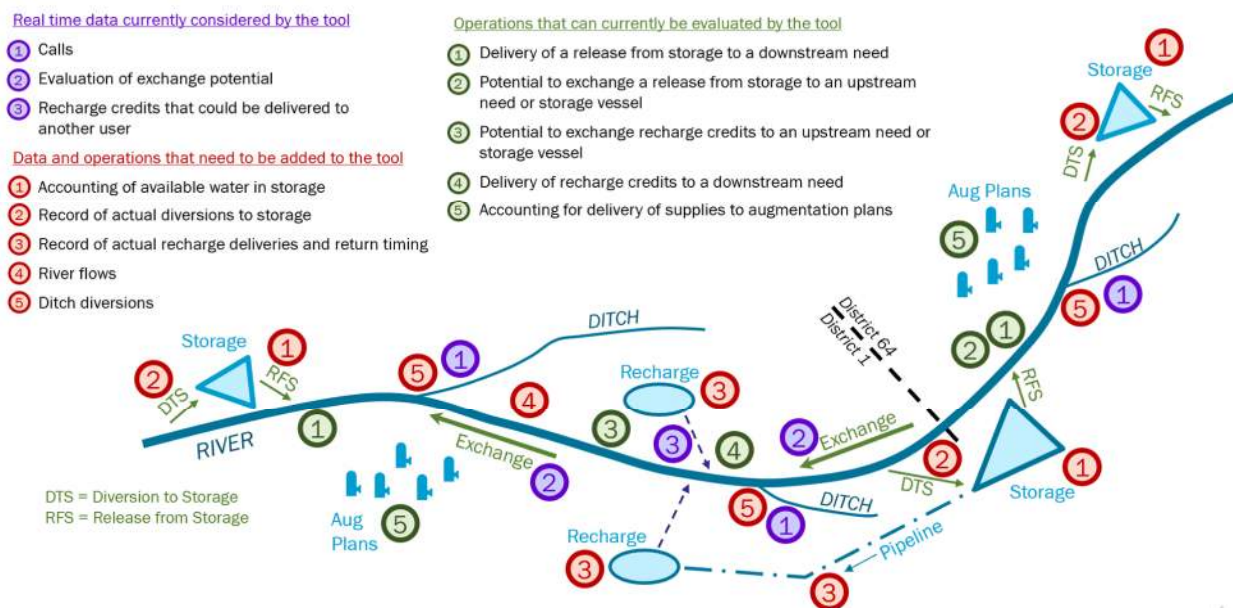 Real time data currently considered by the tool
1 Calls
2 Evaluation of exchange potential
3 Recharge credits that could be delivered to
another user
Data and operations that need to be added to the tool
1 Accounting of available water in storage
2 Record of actual diversions to storage
3 Record of actual recharge deliveries and return timing
4 River flows
5 Ditch diversions
Operations that can currently be evaluated by the tool
1 Delivery of a release from storage to a downstream need
2 Potential to exchange a release from storage to an upstream
need or storage vessel
3 Potential to exchange recharge credits to an upstream need or
storage vessel
4 Delivery of recharge credits to a downstream need
5 Accounting for delivery of supplies to augmentation plans
1
Storage
RFS
2
DTS
Aug Plans
5
DITCH
5 1
District 64
District 1
1
2
RFS
Storage
1
2
DTS
RFS
RIVER
1
DITCH
1
5
4
Exchange
2
Recharge
3
3
3
4
2
Exchange
2
DTS
1
Storage
5
1
DITCH
Pipeline
3
Recharge
3
Aug
Plans
5
DTS = Diversion to Storage
RFS = Release from Storage